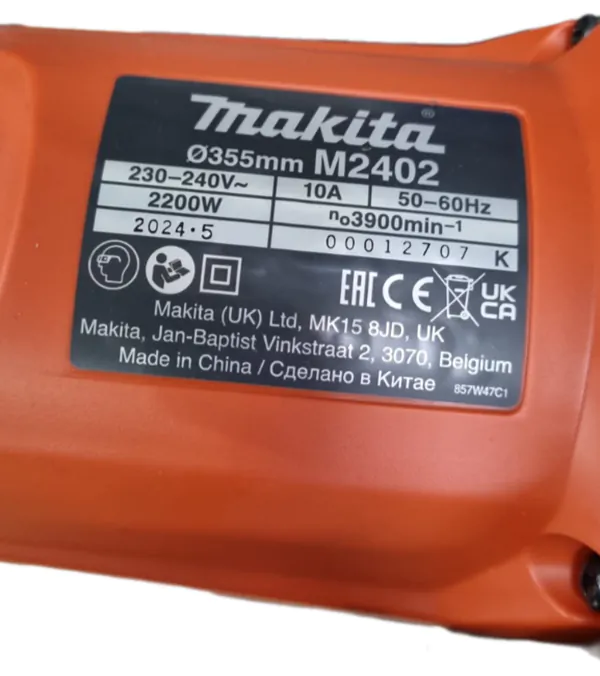 makita®
Ø355mm M2402
230–240V~ 10A 50–60Hz
2200W n₀3900min⁻¹
2024·5 00012707 K
EAC CE UK CA
Makita (UK) Ltd, MK15 8JD, UK
Makita, Jan-Baptist Vinkstraat 2, 3070, Belgium
Made in China / Сделано в Китае 857W47C1